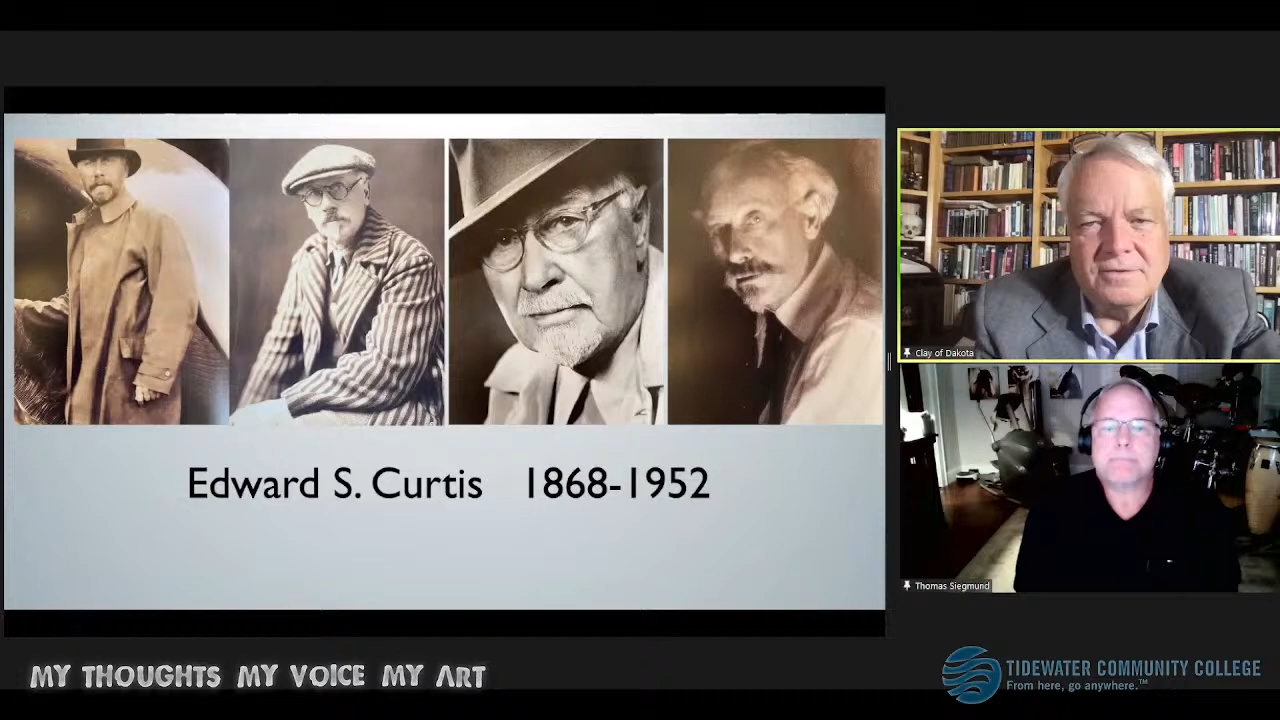 Edward S. Curtis 1868-1952
Clay of Dakota
Thomas Siegmund
MY THOUGHTS MY VOICE MY ART
TIDEWATER COMMUNITY COLLEGE
From here, go anywhere.™